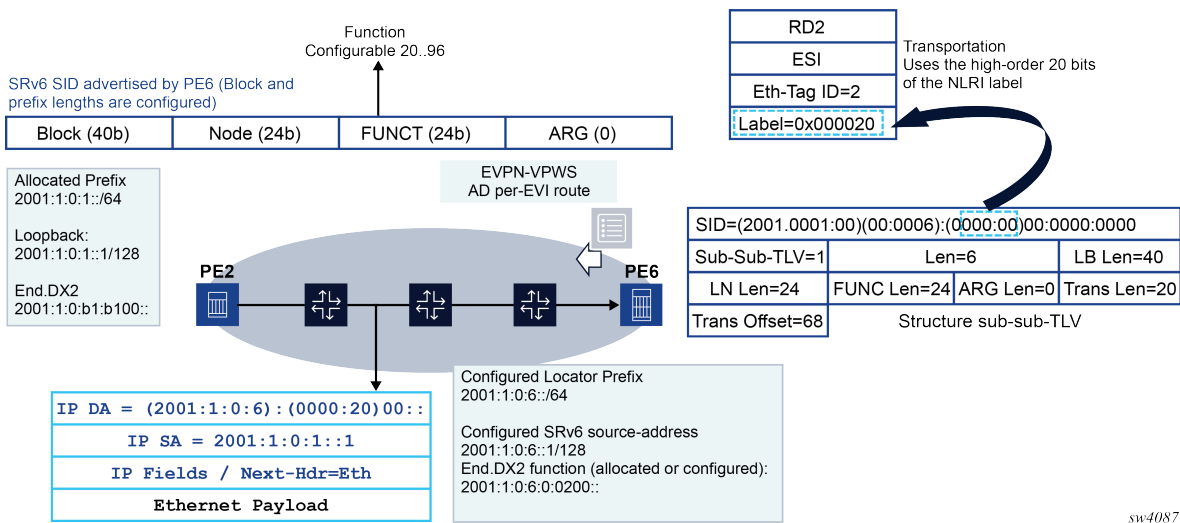 Function
Configurable 20..96
SRv6 SID advertised by PE6 (Block and
prefix lengths are configured)
Block (40b)
Node (24b)
FUNCT (24b)
ARG (0)
RD2
ESI
Eth-Tag ID=2
Label=0x000020
Transportation
Uses the high-order 20 bits
of the NLRI label
Allocated Prefix
2001:1:0:1::/64
Loopback:
2001:1:0:1::1/128
End.DX2
2001:1:0:b1:b100::
EVPN-VPWS
AD per-EVI route
PE2
PE6
SID=(2001.0001:00)(00:0006):(0000:00)00:0000:0000
Sub-Sub-TLV=1
Len=6
LB Len=40
LN Len=24
FUNC Len=24
ARG Len=0
Trans Len=20
Trans Offset=68
Structure sub-sub-TLV
IP DA = (2001:1:0:6):(0000:20)00::
IP SA = 2001:1:0:1::1
IP Fields / Next-Hdr=Eth
Ethernet Payload
Configured Locator Prefix
2001:1:0:6::/64
Configured SRv6 source-address
2001:1:0:6::1/128
End.DX2 function (allocated or configured):
2001:1:0:6:0:0200::
sw4087